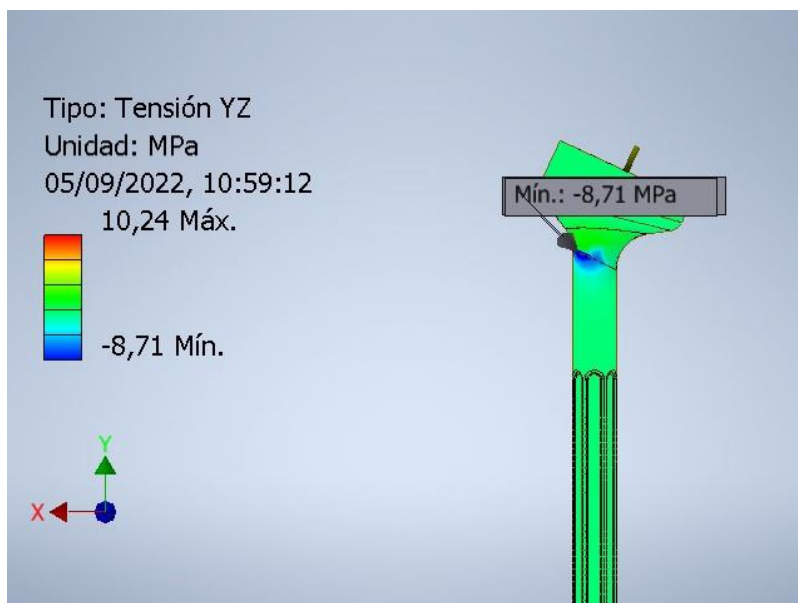 Tipo: Tensión YZ
Unidad: MPa
05/09/2022, 10:59:12
10,24 Máx.
Mín.: -8,71 MPa
-8,71 Mín.
Y
X